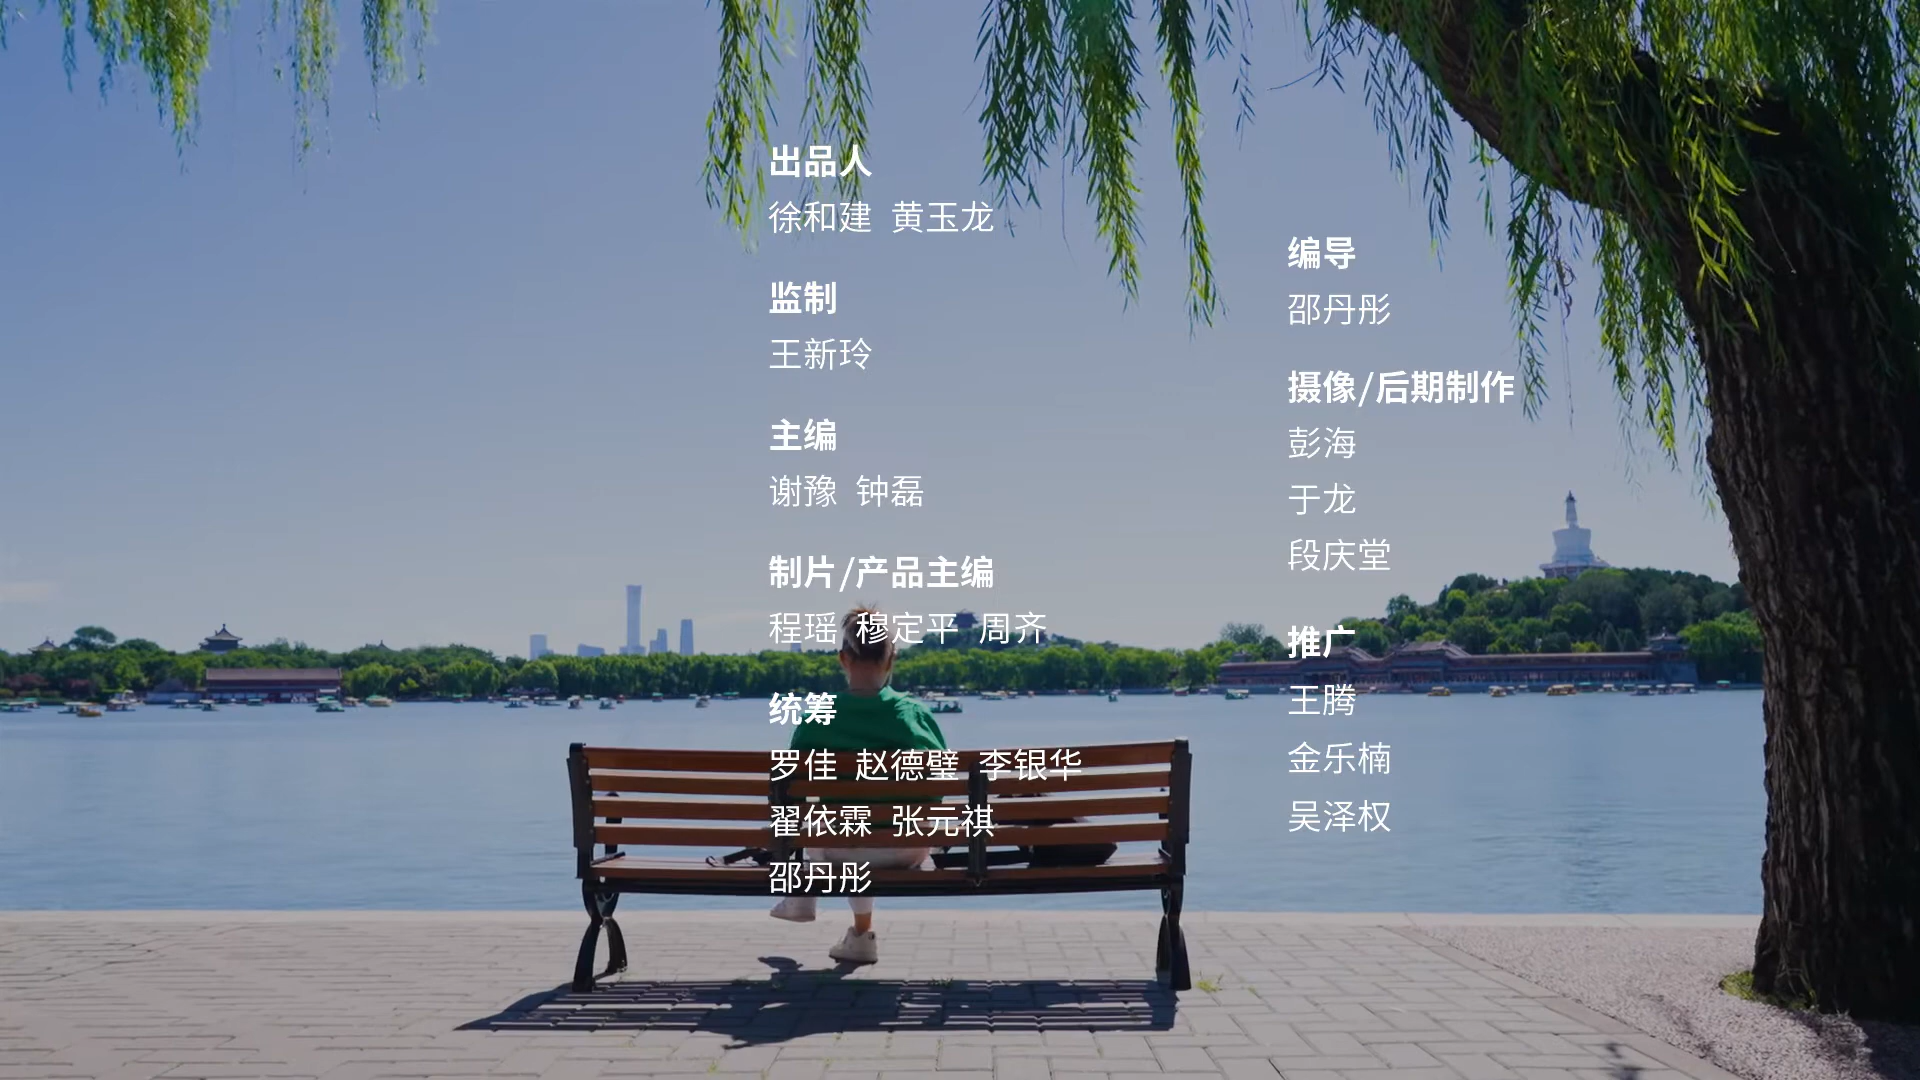 出品人
徐和建 黄玉龙
监制
王新玲
主编
谢豫 钟磊
制片/产品主编
程瑶 穆定平 周齐
统筹
罗佳 赵德璧 李银华
翟依霖 张元祺
邵丹彤
编导
邵丹彤
摄像/后期制作
彭海
于龙
段庆堂
推广
王腾
金乐楠
吴泽权